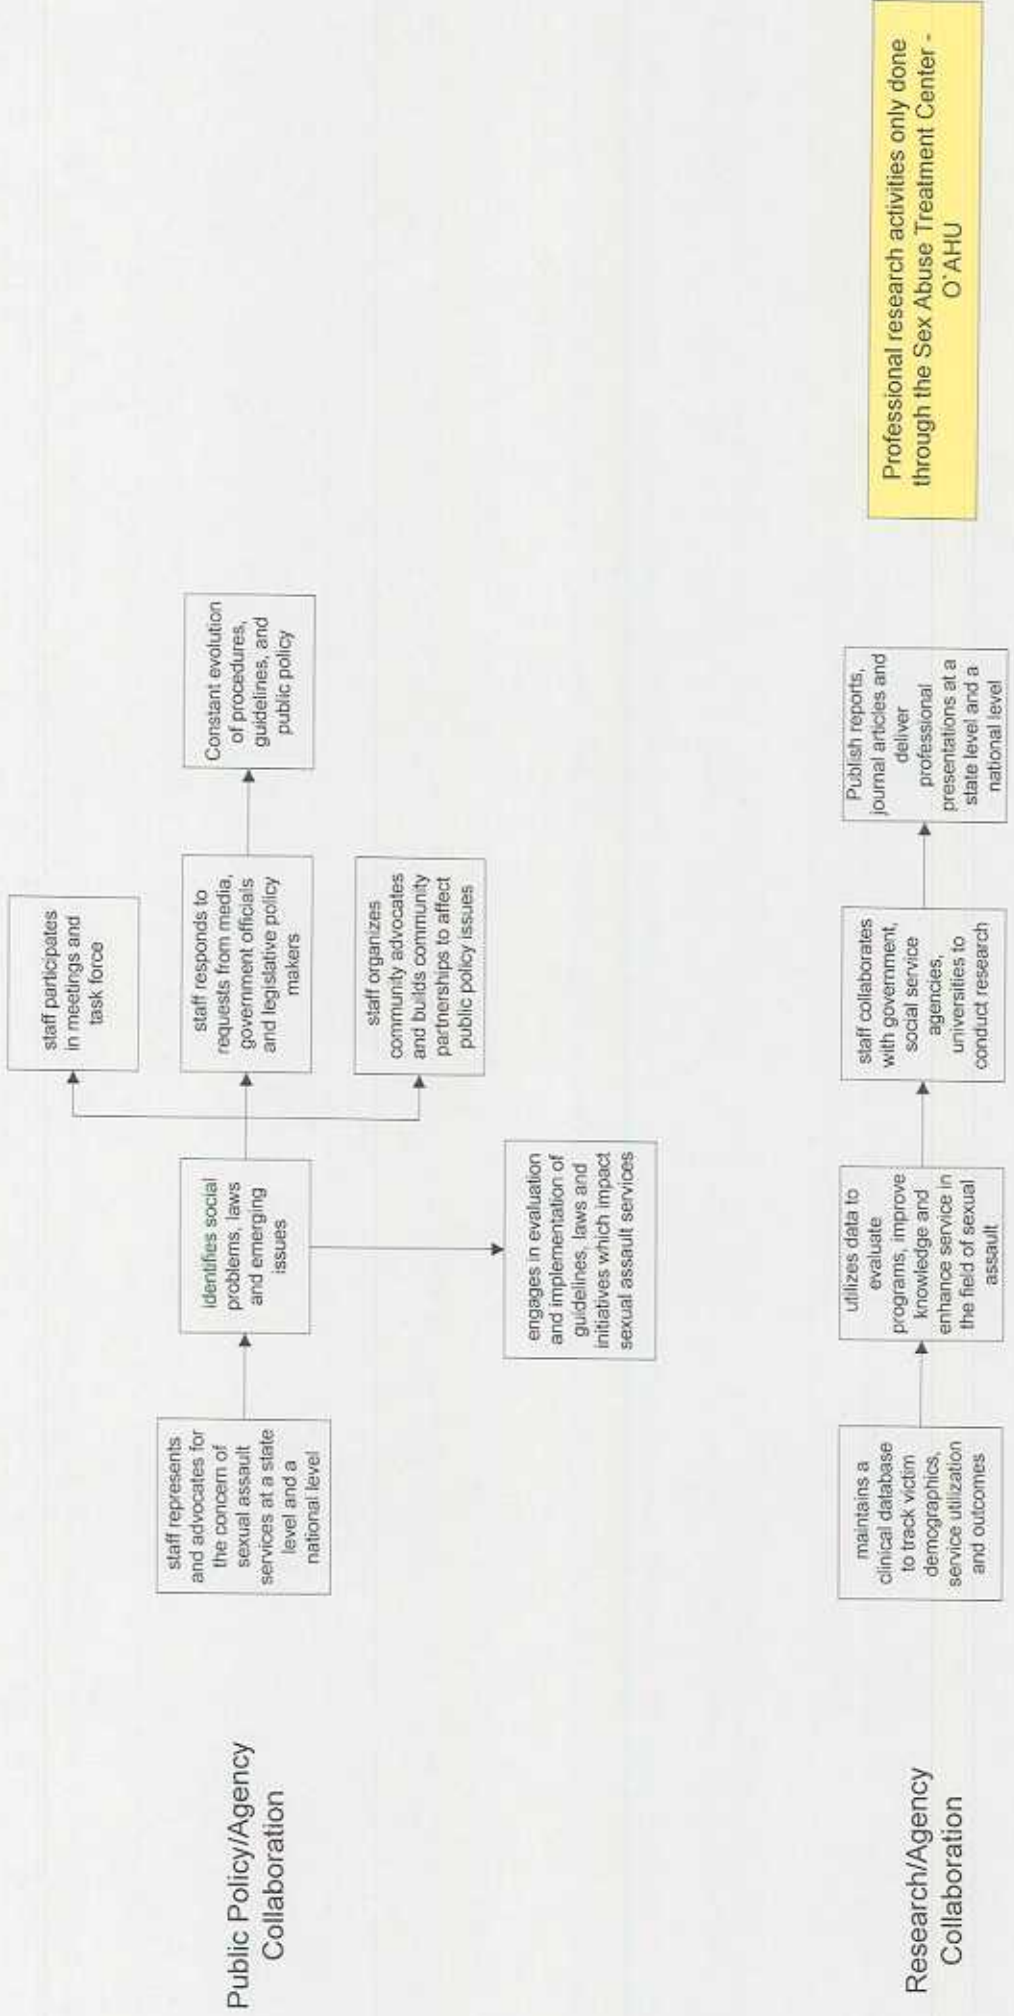 Public Policy/Agency
Collaboration
staff represents
and advocates for
the concern of
sexual assault
services at a state
level and a
national level
identifies social
problems, laws
and emerging
issues
staff participates
in meetings and
task force
staff responds to
requests from media,
government officials
and legislative policy
makers
staff organizes
community advocates
and builds community
partnerships to affect
public policy issues
Constant evolution
of procedures,
guidelines, and
public policy
engages in evaluation
and implementation of
guidelines, laws and
initiatives which impact
sexual assault services
Research/Agency
Collaboration
maintains a
clinical database
to track victim
demographics,
service utilization
and outcomes
utilizes data to
evaluate
programs, improve
knowledge and
enhance service in
the field of sexual
assault
staff collaborates
with government,
social service
agencies,
universities to
conduct research
Publish reports,
journal articles and
deliver
professional
presentations at a
state level and a
national level
Professional research activities only done
through the Sex Abuse Treatment Center -
O`AHU